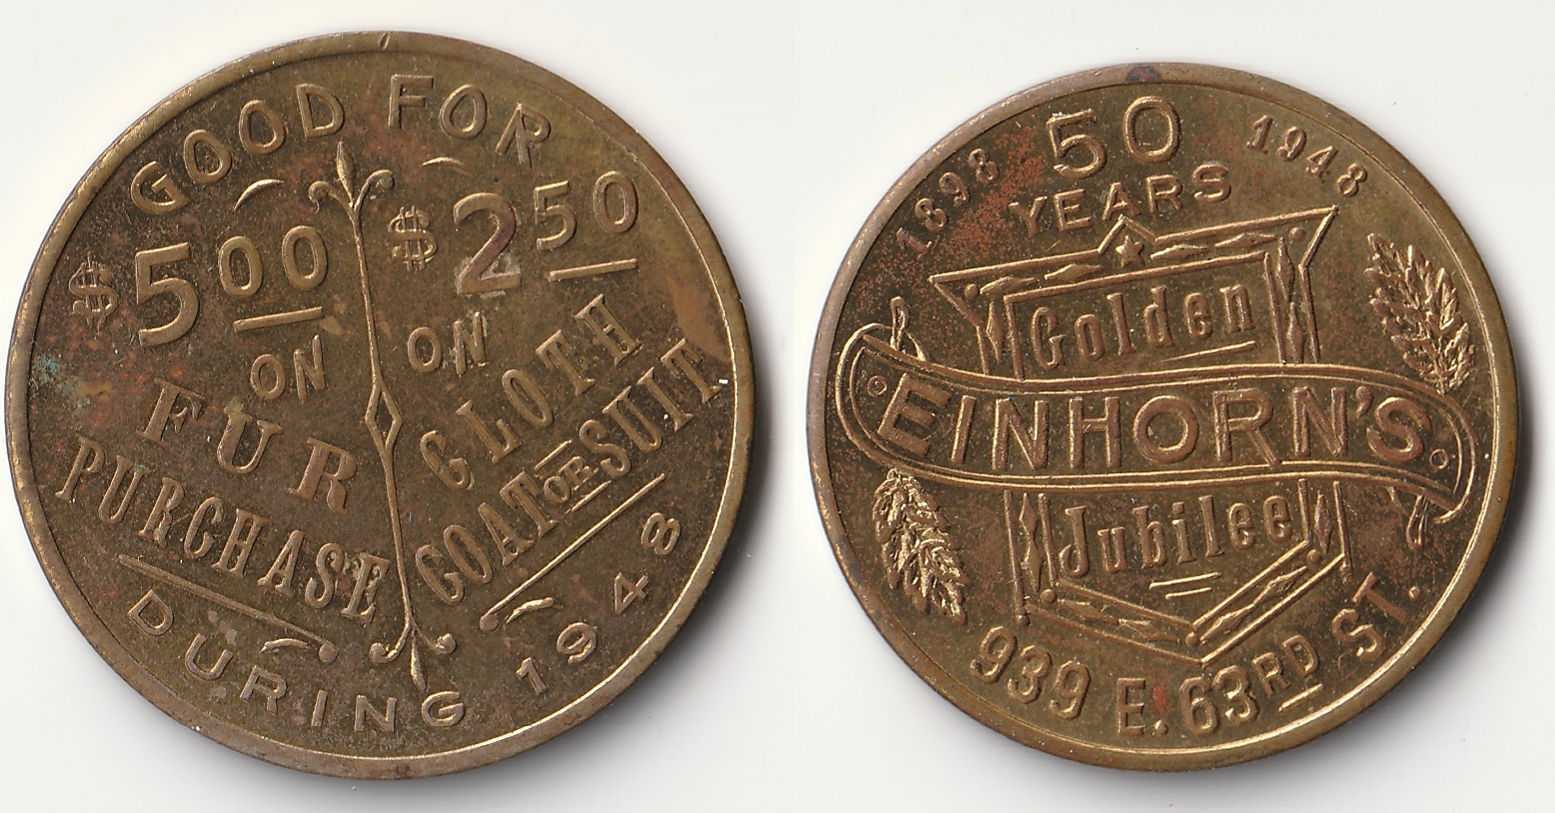 GOOD FOR
$5.00
ON
FUR
PURCHASE
$2.50
ON
CLOTH
COAT OR SUIT
DURING 1948
1898 50 1948
YEARS
Golden
EINHORN'S
Jubilee
939 E. 63RD ST.